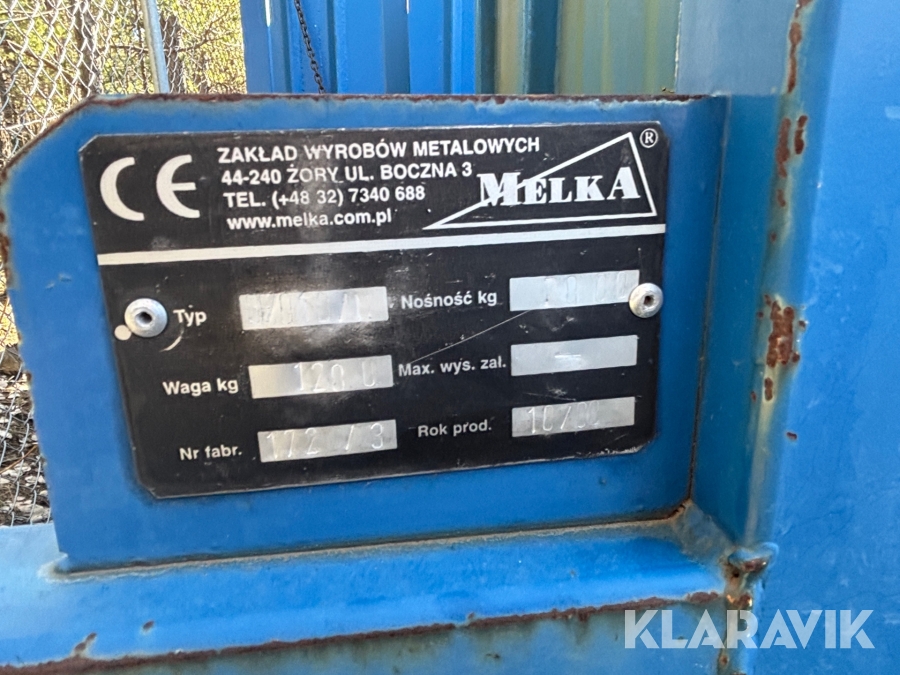 ZAKŁAD WYROBÓW METALOWYCH
44-240 ŻORY UL. BOCZNA 3
TEL. (+48 32) 7340 688
www.melka.com.pl
CE
MELKA ®
Typ
Nośność kg
Waga kg
Max. wys. zał. -
Nr fabr.
Rok prod.
KLARAVIK